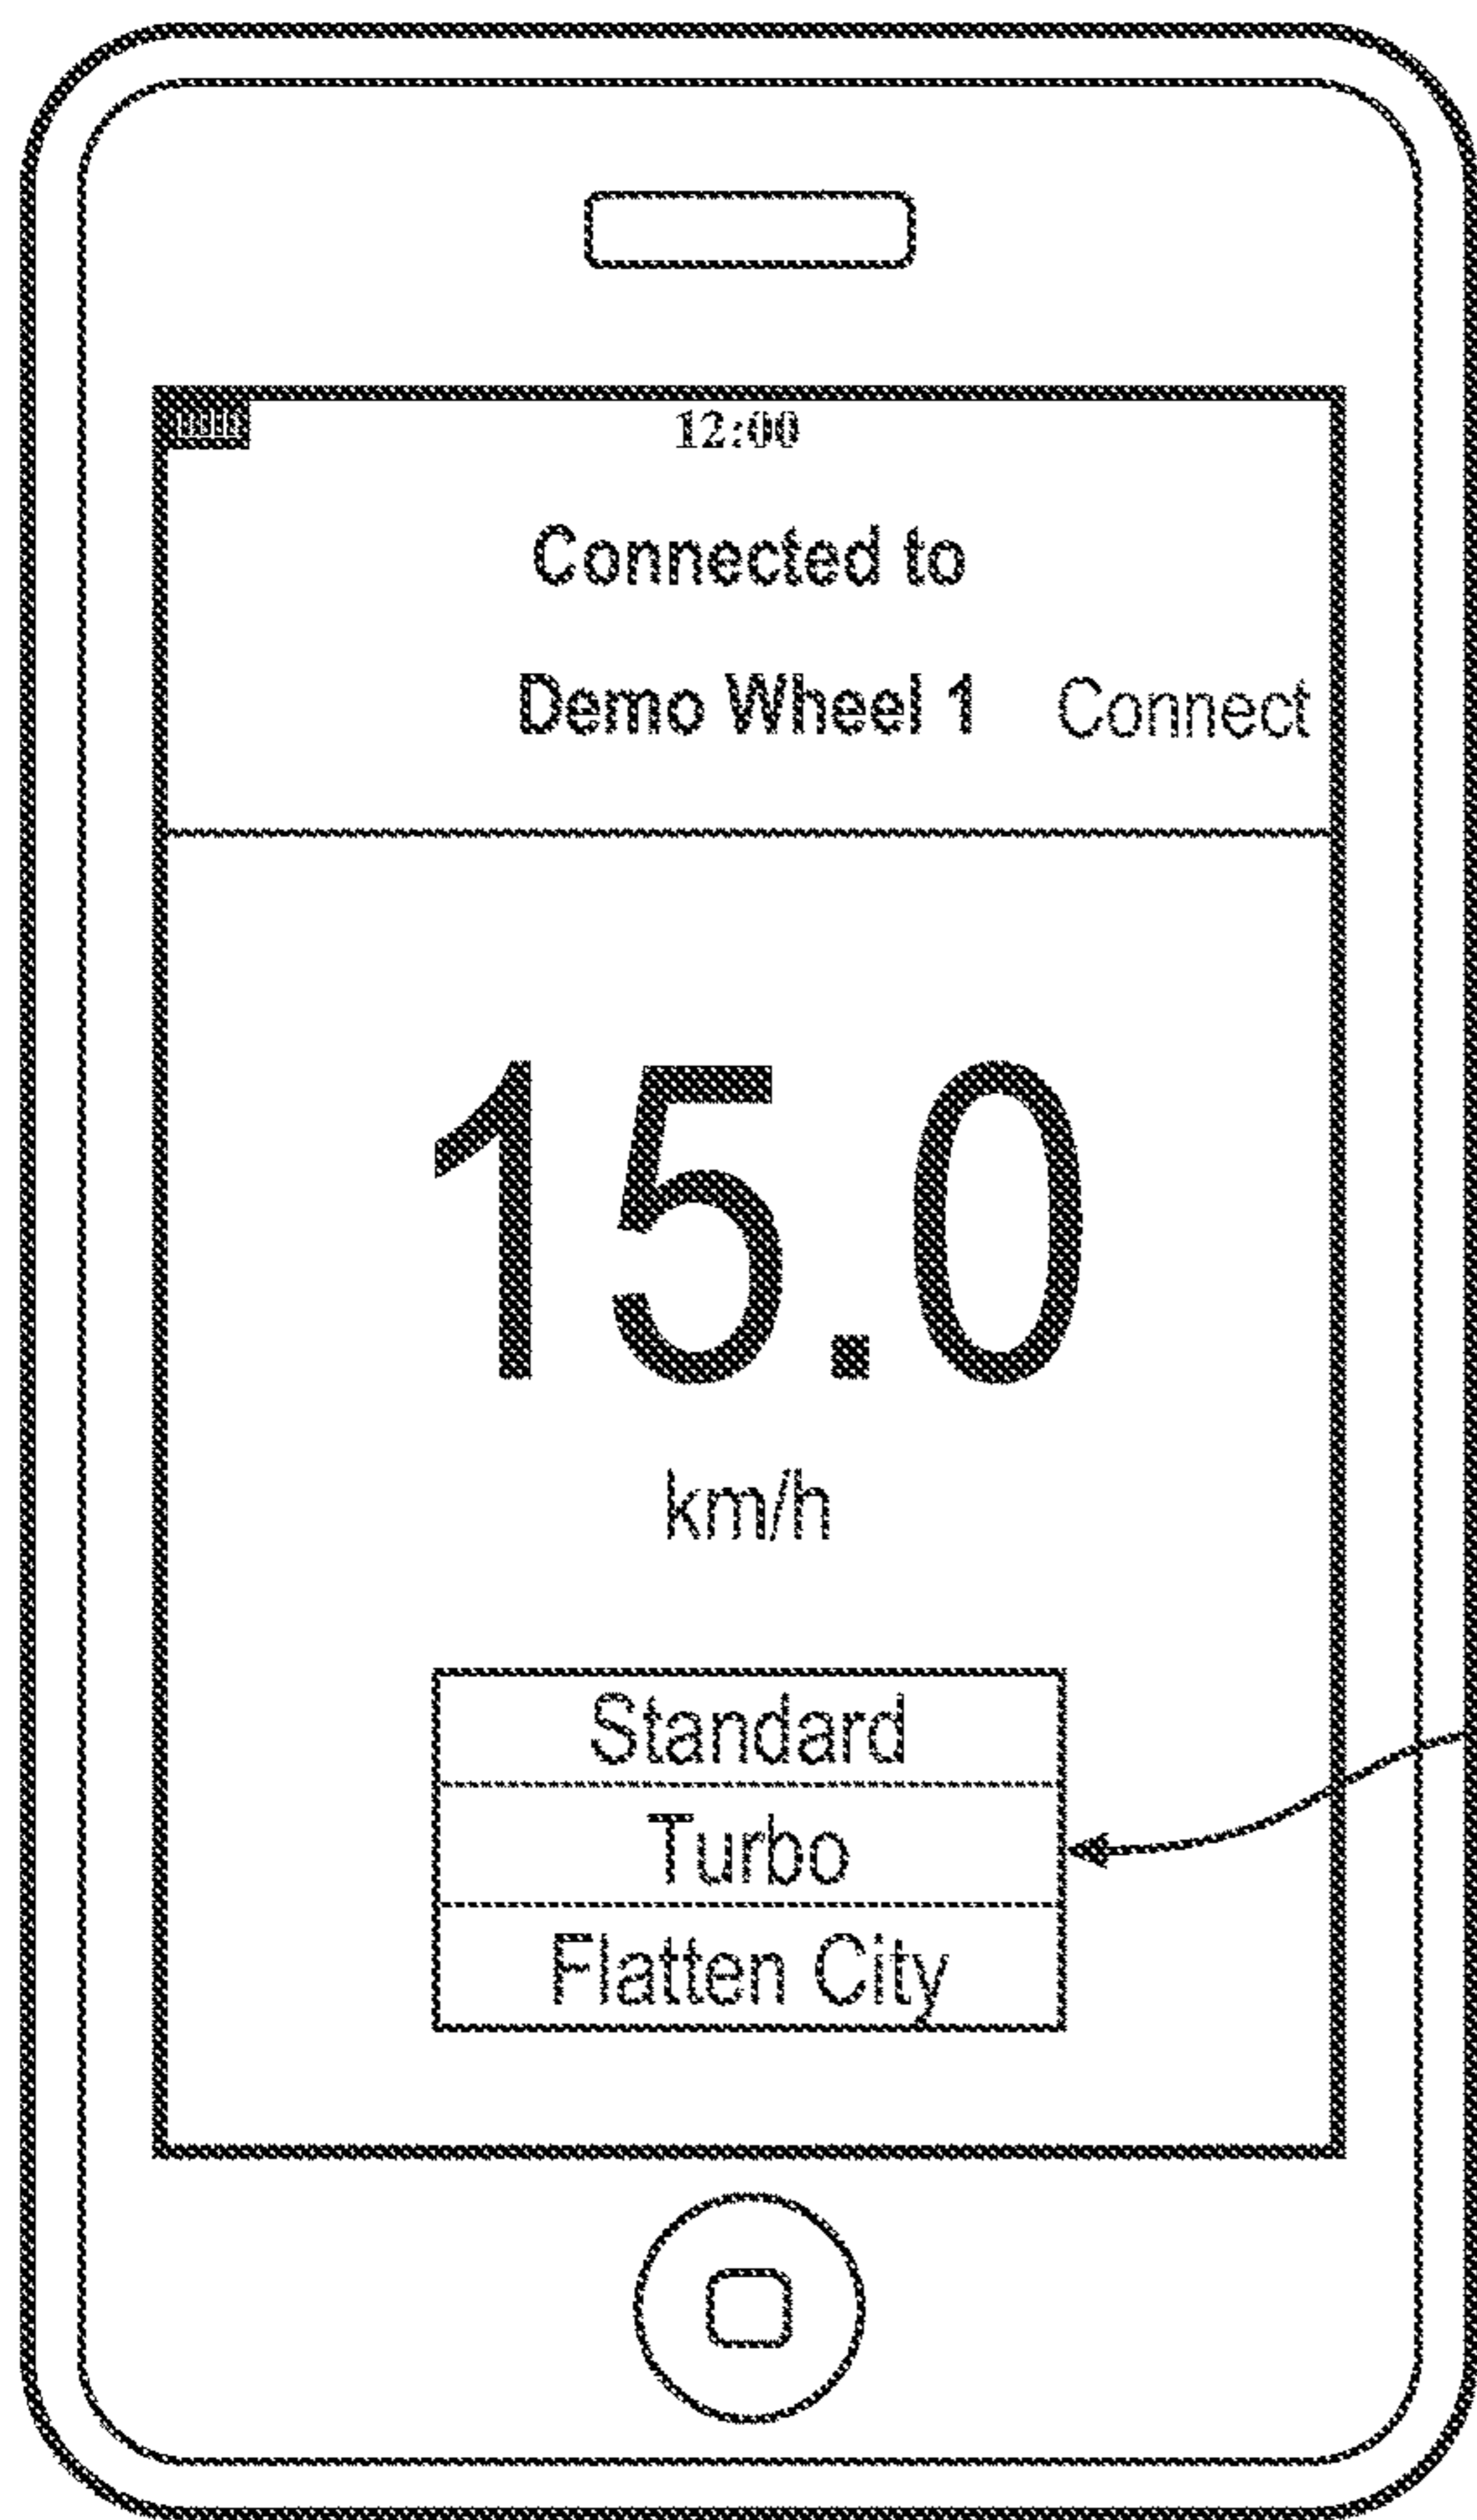 12:00
Connected to
Demo Wheel 1 Connect
15.0
km/h
Standard
Turbo
Flatten City